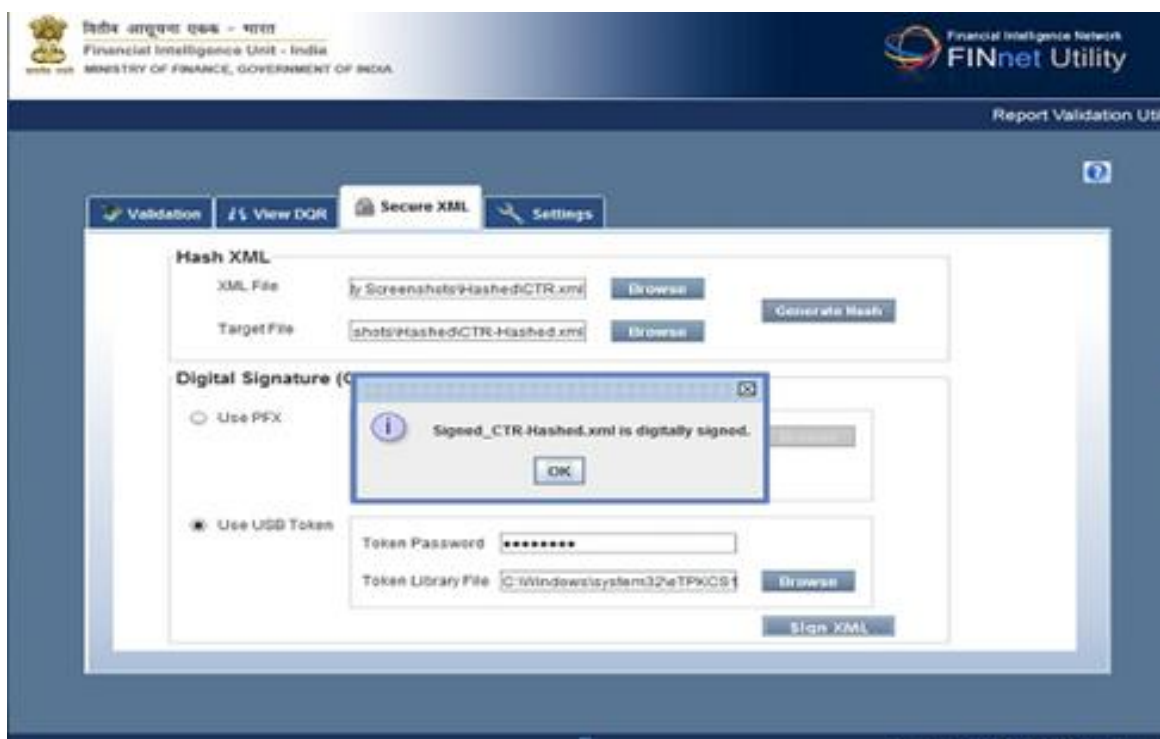 वित्तीय आसूचना एकक - भारत
Financial Intelligence Unit - India
MINISTRY OF FINANCE, GOVERNMENT OF INDIA
Financial Intelligence Network
FINnet Utility
Report Validation Uti
Validation
View DQR
Secure XML
Settings
Hash XML
XML File
ly Screenshots\Hashed\CTR.xml
Browse
Generate Hash
Target File
shots\Hashed\CTR-Hashed.xml
Browse
Digital Signature (
Use PFX
Signed_CTR-Hashed.xml is digitally signed.
OK
Use USB Token
Token Password ••••••••
Token Library File
C:\Windows\system32\eTPKCS1
Browse
Sign XML